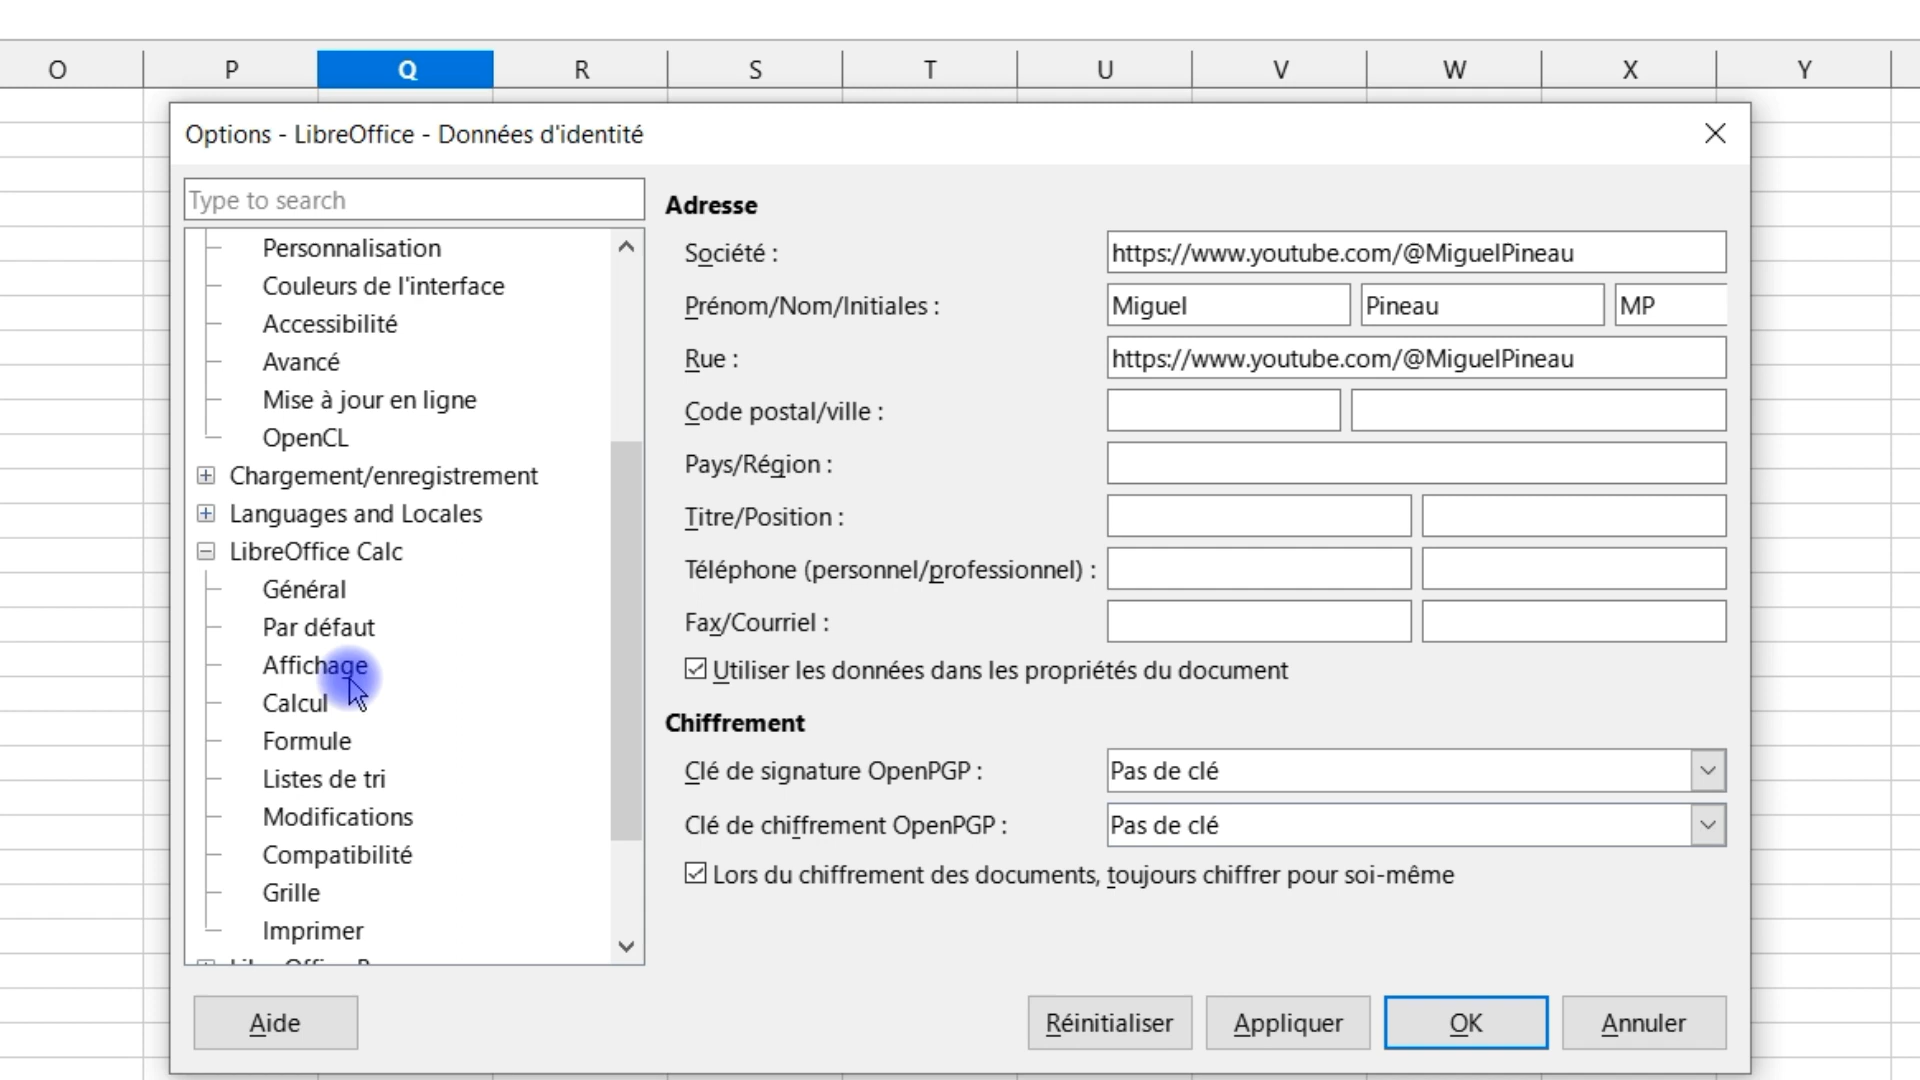 O P Q R S T U V W X Y
Options - LibreOffice - Données d'identité
Type to search
Personnalisation
Couleurs de l'interface
Accessibilité
Avancé
Mise à jour en ligne
OpenCL
Chargement/enregistrement
Languages and Locales
LibreOffice Calc
Général
Par défaut
Affichage
Calcul
Formule
Listes de tri
Modifications
Compatibilité
Grille
Imprimer
Adresse
Société : https://www.youtube.com/@MiguelPineau
Prénom/Nom/Initiales : Miguel Pineau MP
Rue : https://www.youtube.com/@MiguelPineau
Code postal/ville :
Pays/Région :
Titre/Position :
Téléphone (personnel/professionnel) :
Fax/Courriel :
Utiliser les données dans les propriétés du document
Chiffrement
Clé de signature OpenPGP : Pas de clé
Clé de chiffrement OpenPGP : Pas de clé
Lors du chiffrement des documents, toujours chiffrer pour soi-même
Aide Réinitialiser Appliquer OK Annuler